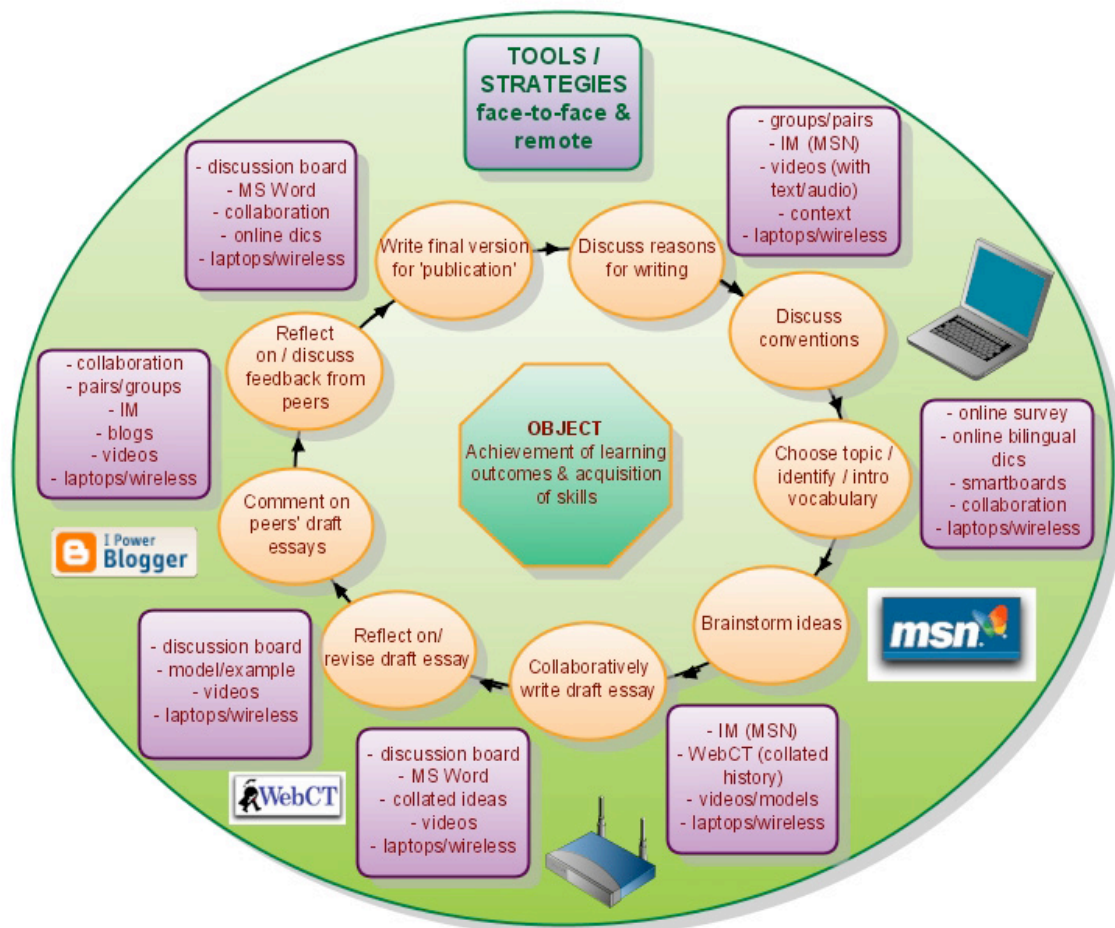 TOOLS /
STRATEGIES
face-to-face &
remote
- groups/pairs
- IM (MSN)
- videos (with
text/audio)
- context
- laptops/wireless
- discussion board
- MS Word
- collaboration
- online dics
- laptops/wireless
Write final version
for 'publication'
Discuss reasons
for writing
Discuss
conventions
Reflect
on / discuss
feedback from
peers
- collaboration
- pairs/groups
- IM
- blogs
- videos
- laptops/wireless
OBJECT
Achievement of learning
outcomes & acquisition
of skills
Choose topic /
identify / intro
vocabulary
- online survey
- online bilingual
dics
- smartboards
- collaboration
- laptops/wireless
Comment on
peers' draft
essays
I Power
Blogger
Brainstorm ideas
msn
Reflect on/
revise draft essay
Collaboratively
write draft essay
- discussion board
- model/example
- videos
- laptops/wireless
WebCT
- discussion board
- MS Word
- collated ideas
- videos
- laptops/wireless
- IM (MSN)
- WebCT (collated
history)
- videos/models
- laptops/wireless